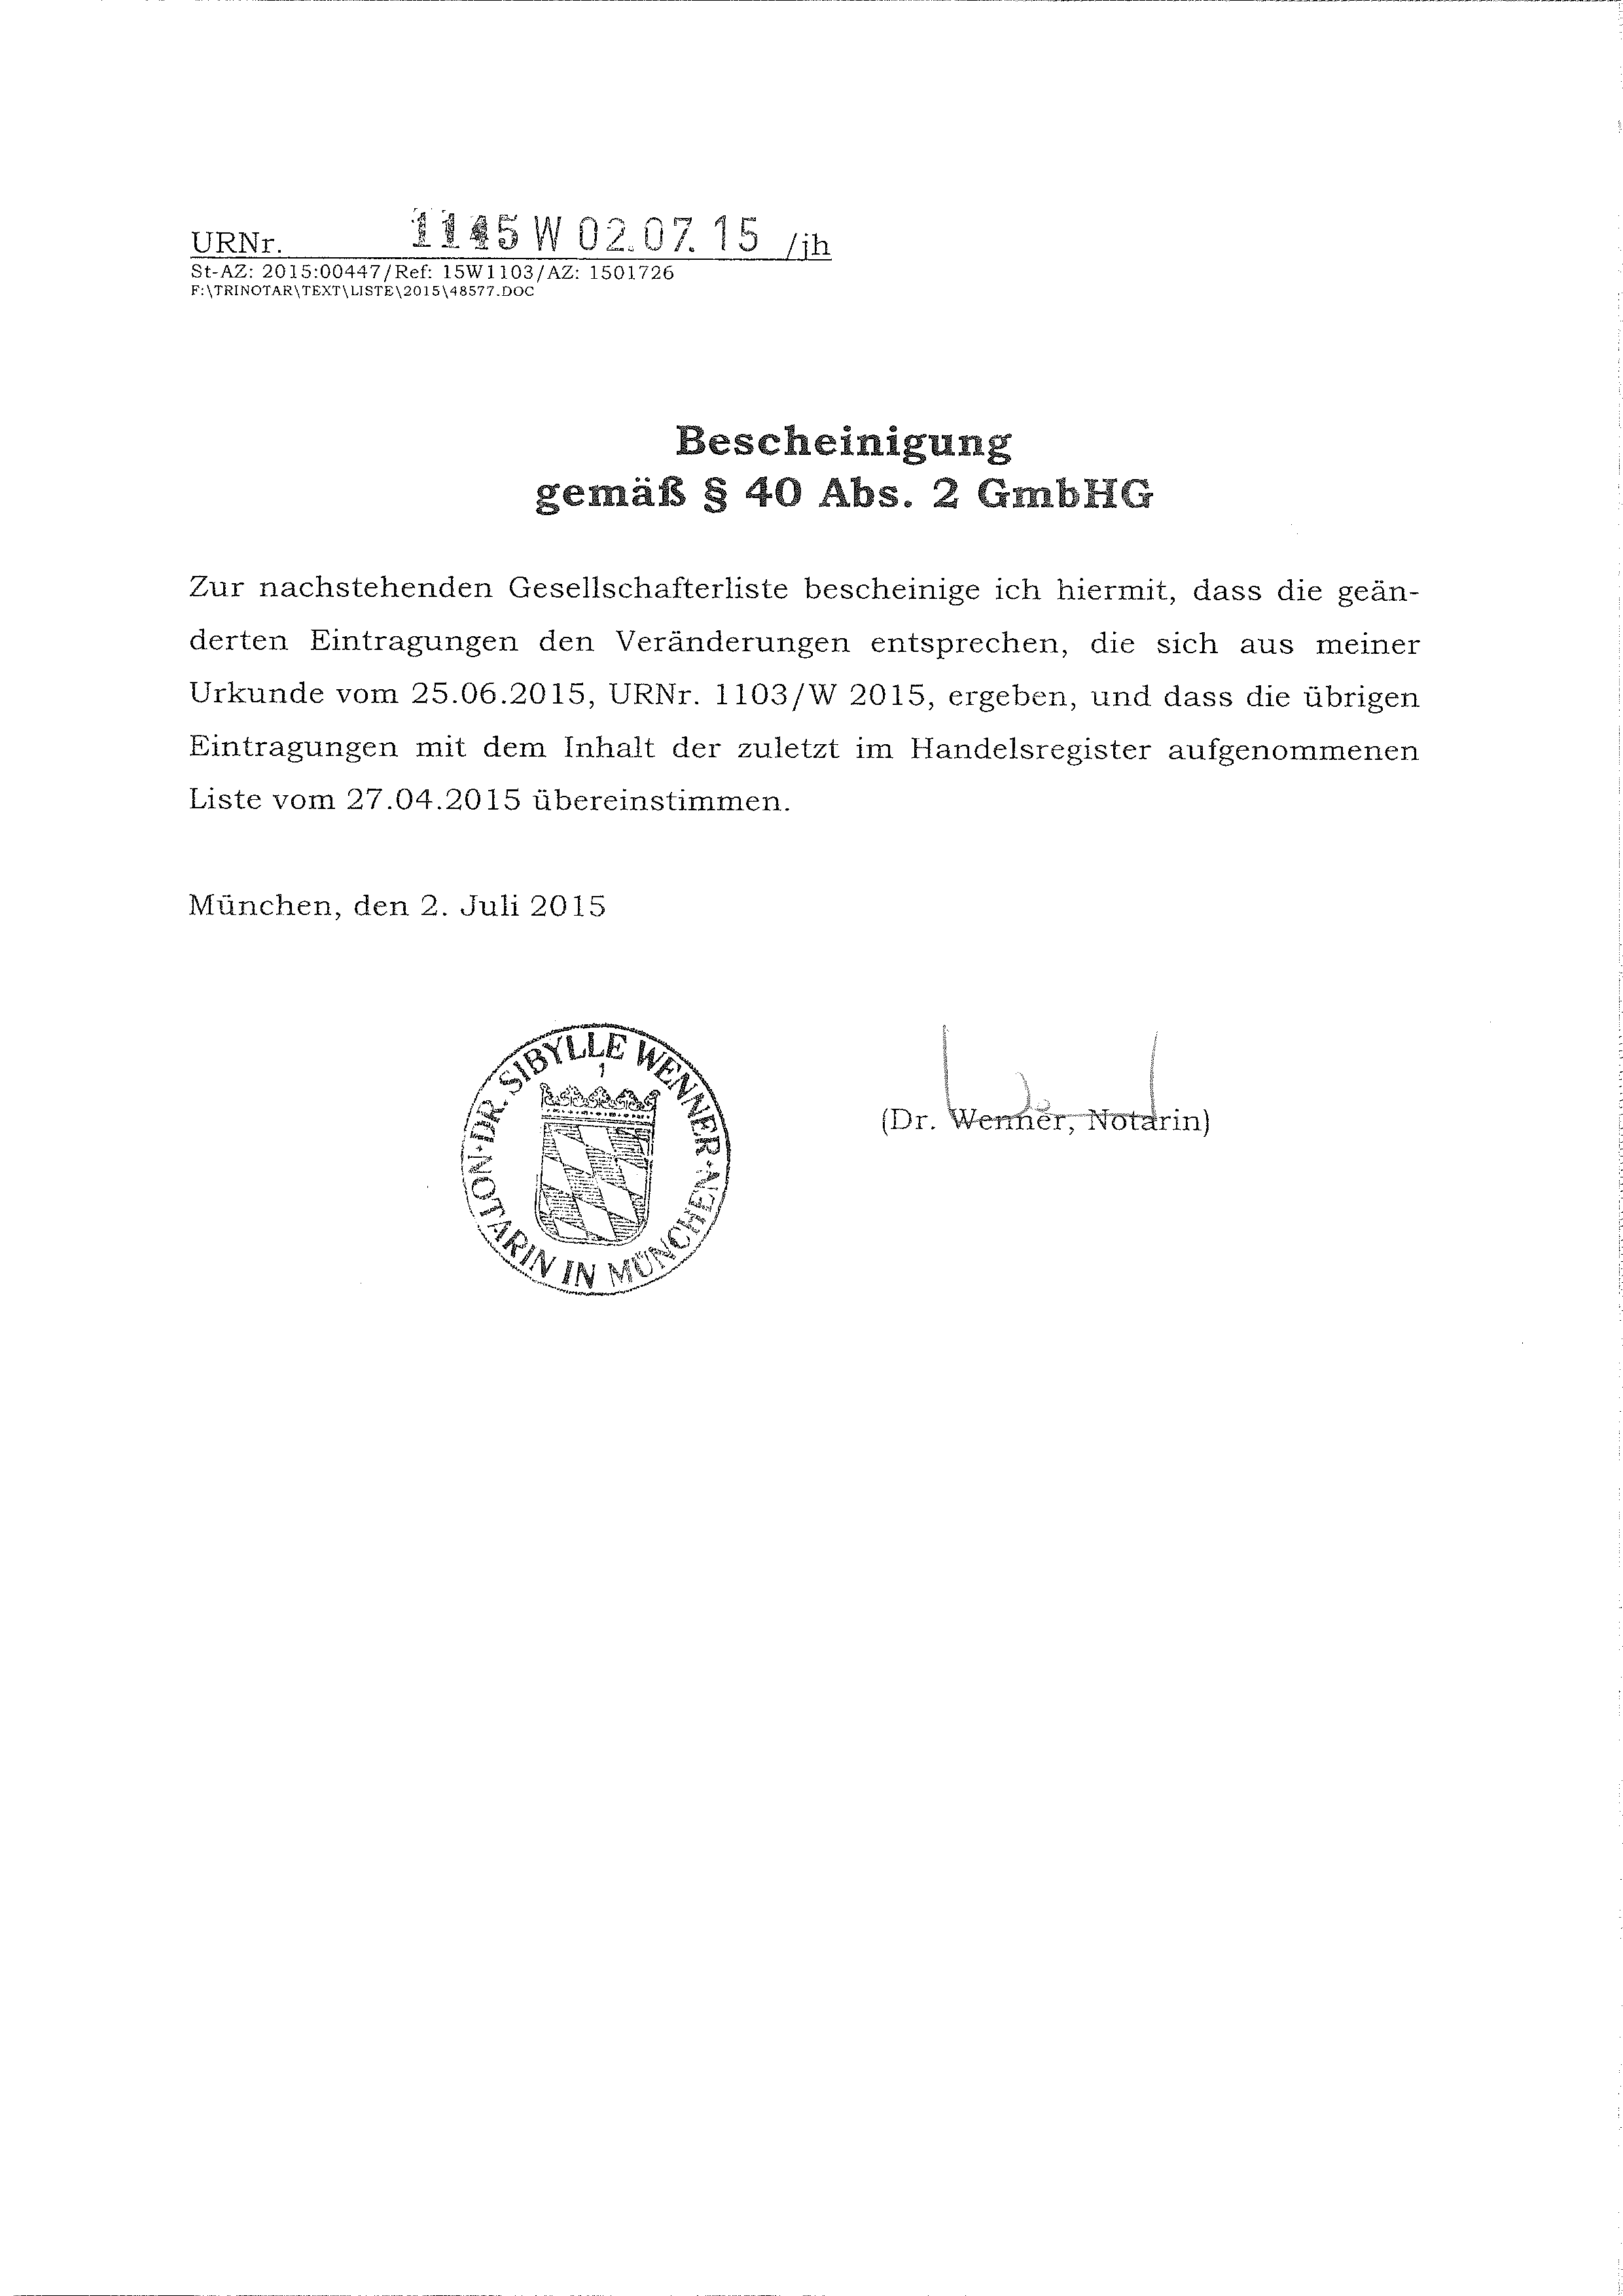 URNr. 1145 W 02.07.15 /jh
St-AZ: 2015:00447/Ref: 15W1103/AZ: 1501726
F:\TRINOTAR\TEXT\LISTE\2015\48577.DOC
Bescheinigung
gemäß § 40 Abs. 2 GmbHG
Zur nachstehenden Gesellschafterliste bescheinige ich hiermit, dass die geän-
derten Eintragungen den Veränderungen entsprechen, die sich aus meiner
Urkunde vom 25.06.2015, URNr. 1103/W 2015, ergeben, und dass die übrigen
Eintragungen mit dem Inhalt der zuletzt im Handelsregister aufgenommenen
Liste vom 27.04.2015 übereinstimmen.
München, den 2. Juli 2015
DR. SIBYLLE WENNER
1
NOTARIN IN MÜNCHEN
(Dr. Wenner, Notarin)